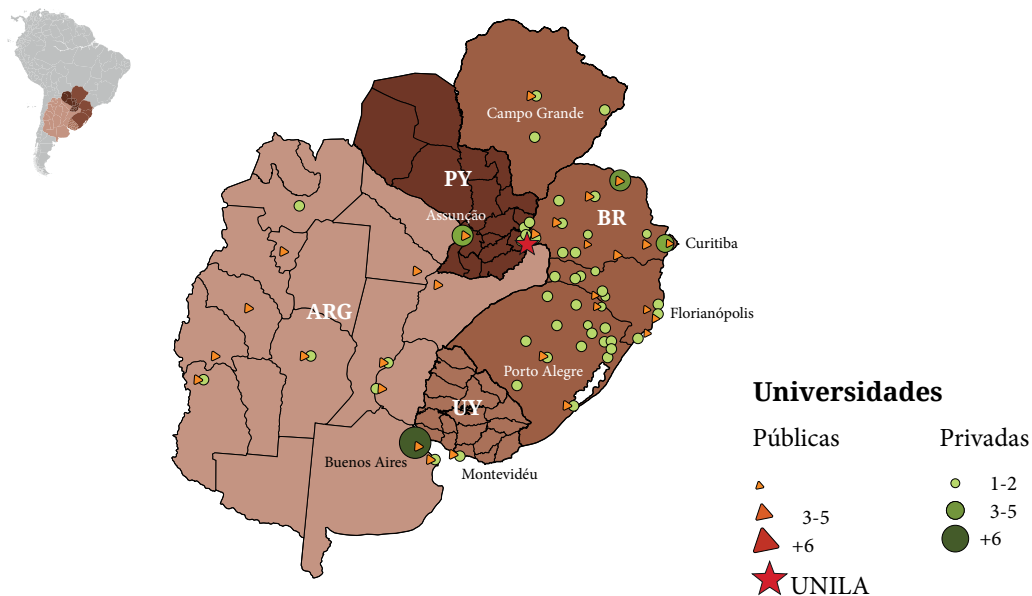 Campo Grande
PY
Assunção
BR
Curitiba
ARG
Florianópolis
Porto Alegre
UY
Buenos Aires
Montevidéu
Universidades
Públicas Privadas
1-2
3-5 3-5
+6 +6
UNILA